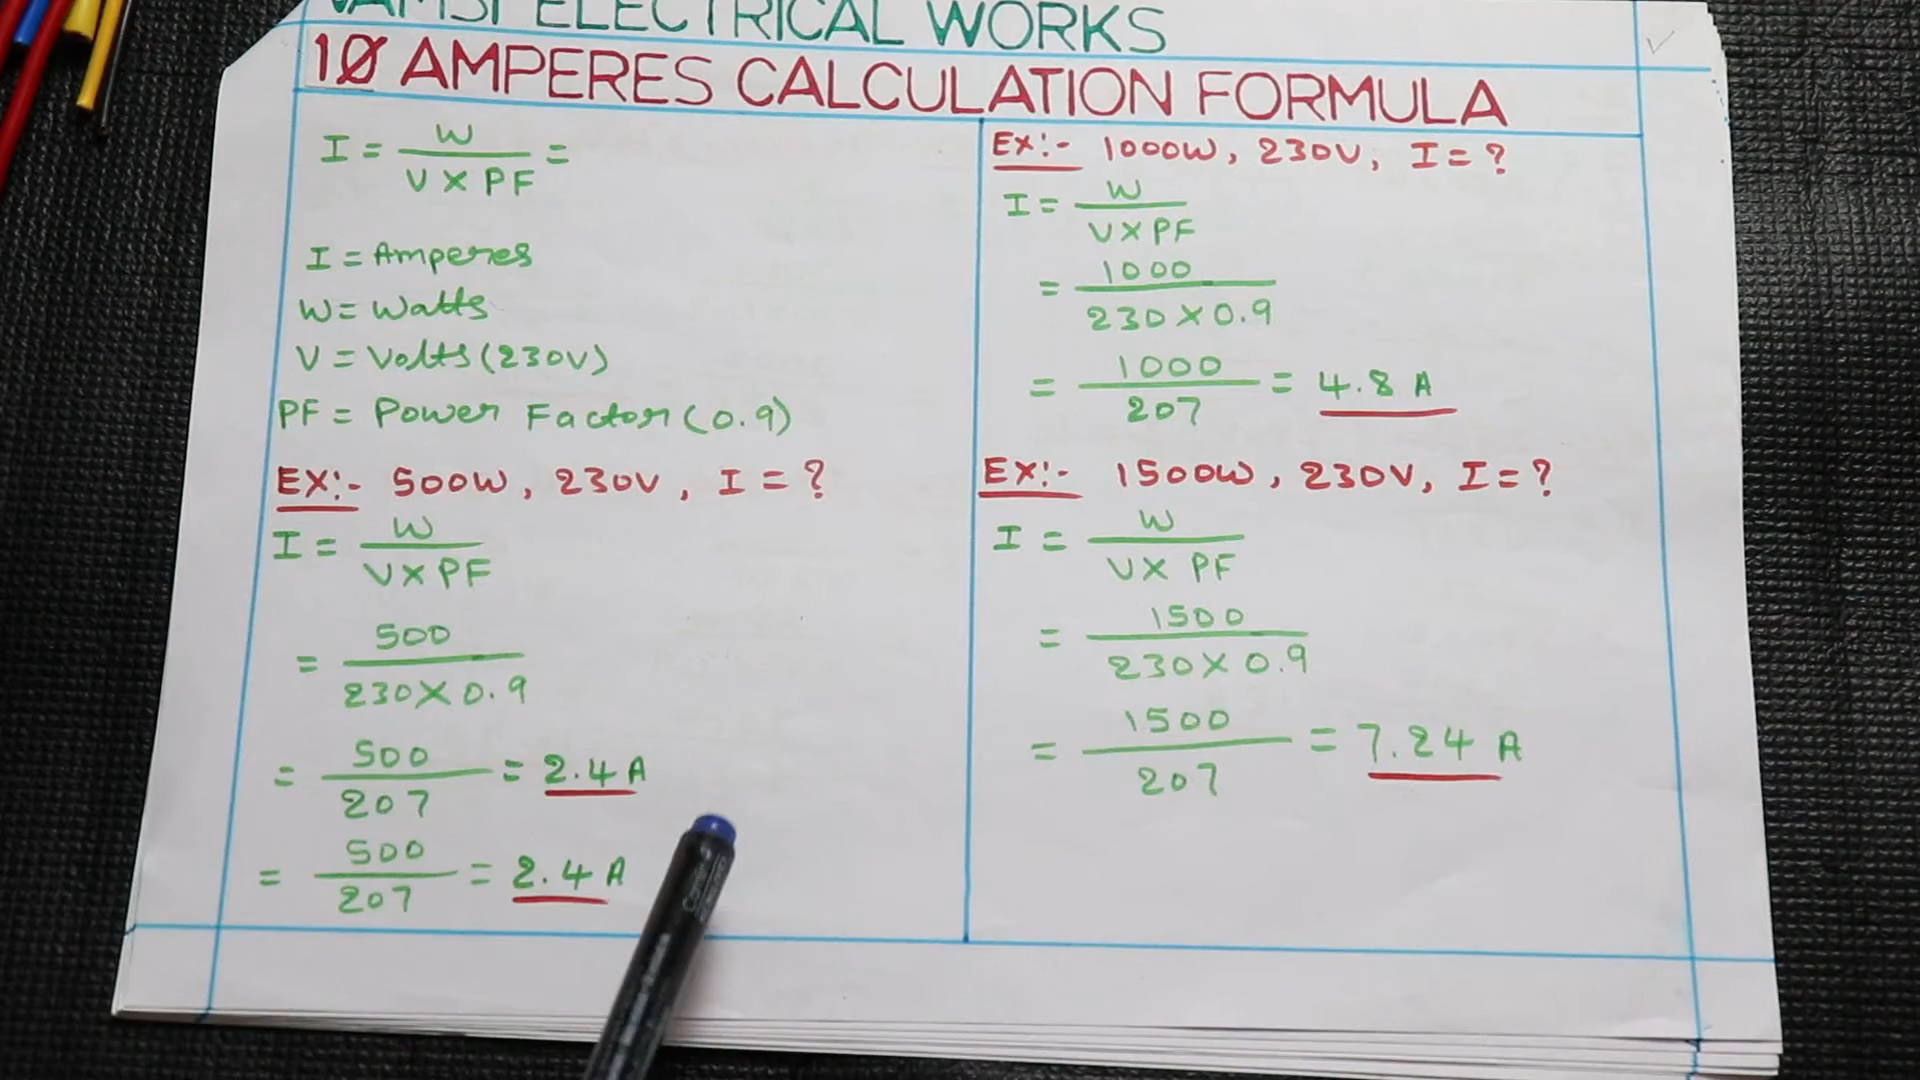 VAMSI ELECTRICAL WORKS
1Ø AMPERES CALCULATION FORMULA
I = W / V X PF =
I = Amperes
W = Watts
V = Volts (230V)
PF = Power Factor (0.9)
EX:- 500W, 230V, I = ?
I = W / V X PF
= 500 / 230 X 0.9
= 500 / 207 = 2.4 A
= 500 / 207 = 2.4 A
EX:- 1000W, 230V, I = ?
I = W / V X PF
= 1000 / 230 X 0.9
= 1000 / 207 = 4.8 A
EX:- 1500W, 230V, I = ?
I = W / V X PF
= 1500 / 230 X 0.9
= 1500 / 207 = 7.24 A